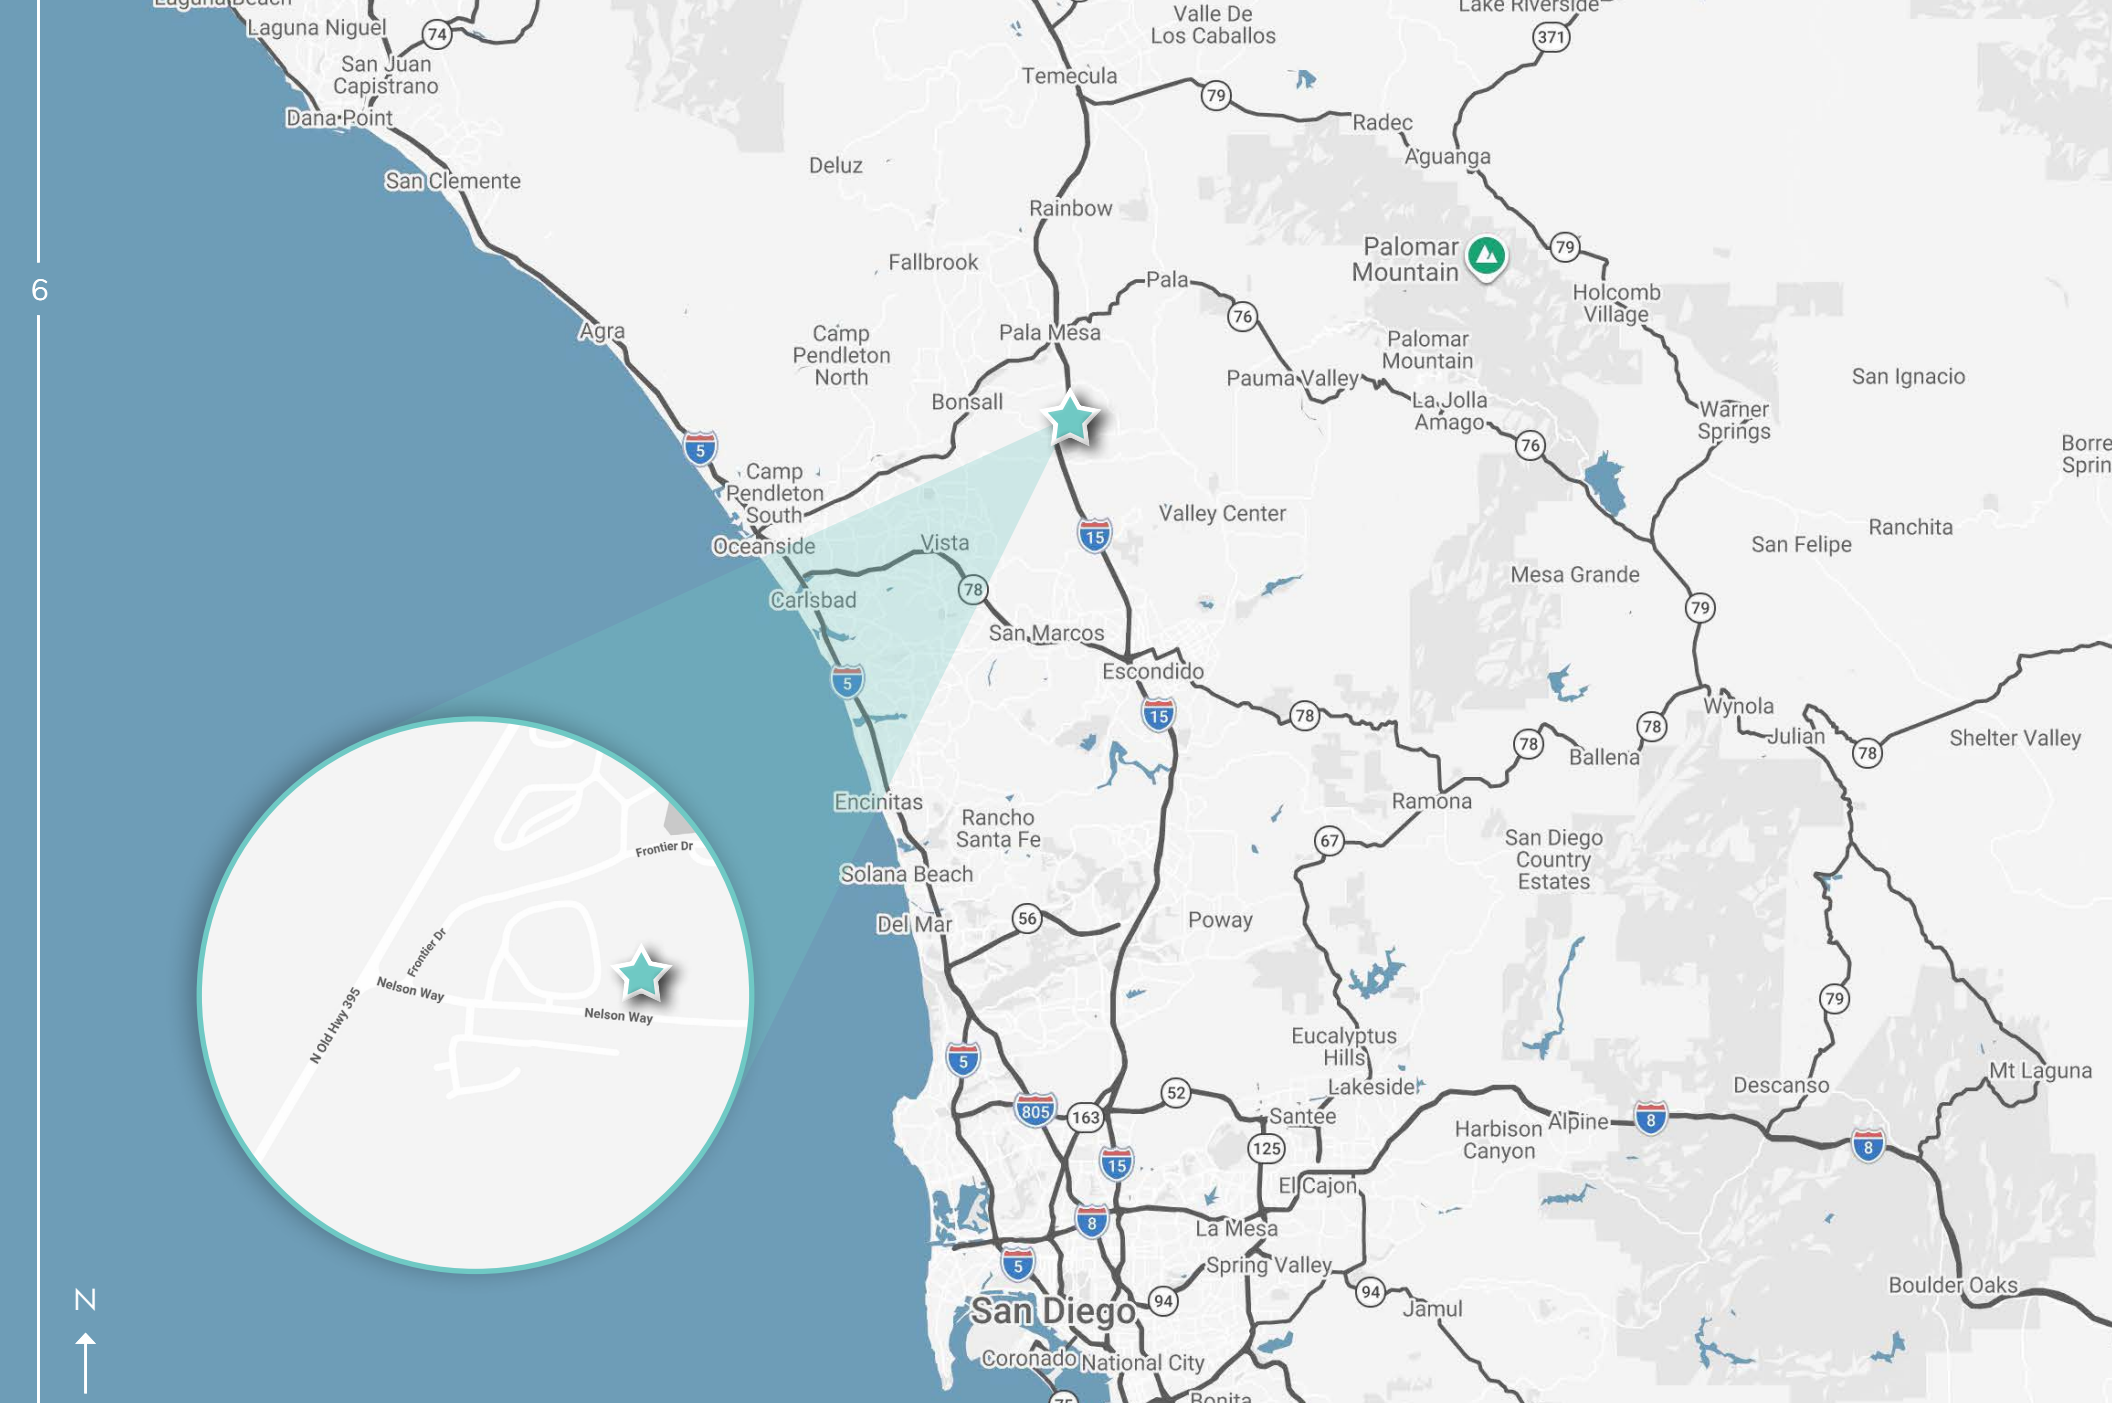 Laguna Beach
Laguna Niguel
74
San Juan
Capistrano
Dana Point
San Clemente
Valle De
Los Caballos
Lake Riverside
371
Temecula
79
Radec
Aguanga
Deluz
Rainbow
Fallbrook
Palomar
Mountain
79
Holcomb
Village
6
Agra
Camp
Pendleton
North
Pala
Pala Mesa
76
Palomar
Mountain
Pauma Valley
San Ignacio
Bonsall
La Jolla
Amago
Warner
Springs
76
Borre
Sprin
5
Camp
Pendleton
South
Oceanside
Vista
15
Valley Center
San Felipe
Ranchita
Mesa Grande
78
Carlsbad
79
San Marcos
Escondido
5
15
78
78
78
Wynola
Julian
78
Shelter Valley
Ballena
Encinitas
Rancho
Santa Fe
Ramona
67
San Diego
Country
Estates
Solana Beach
Del Mar
56
Poway
Frontier Dr
Frontier Dr
Nelson Way
Nelson Way
N Old Hwy 395
79
Eucalyptus
Hills
Lakeside
5
805
163
52
Santee
125
15
Descanso
Mt Laguna
Harbison
Canyon
Alpine
8
8
El Cajon
8
La Mesa
5
Spring Valley
San Diego
94
94
Jamul
Boulder Oaks
Coronado
National City
75
Bonita
N